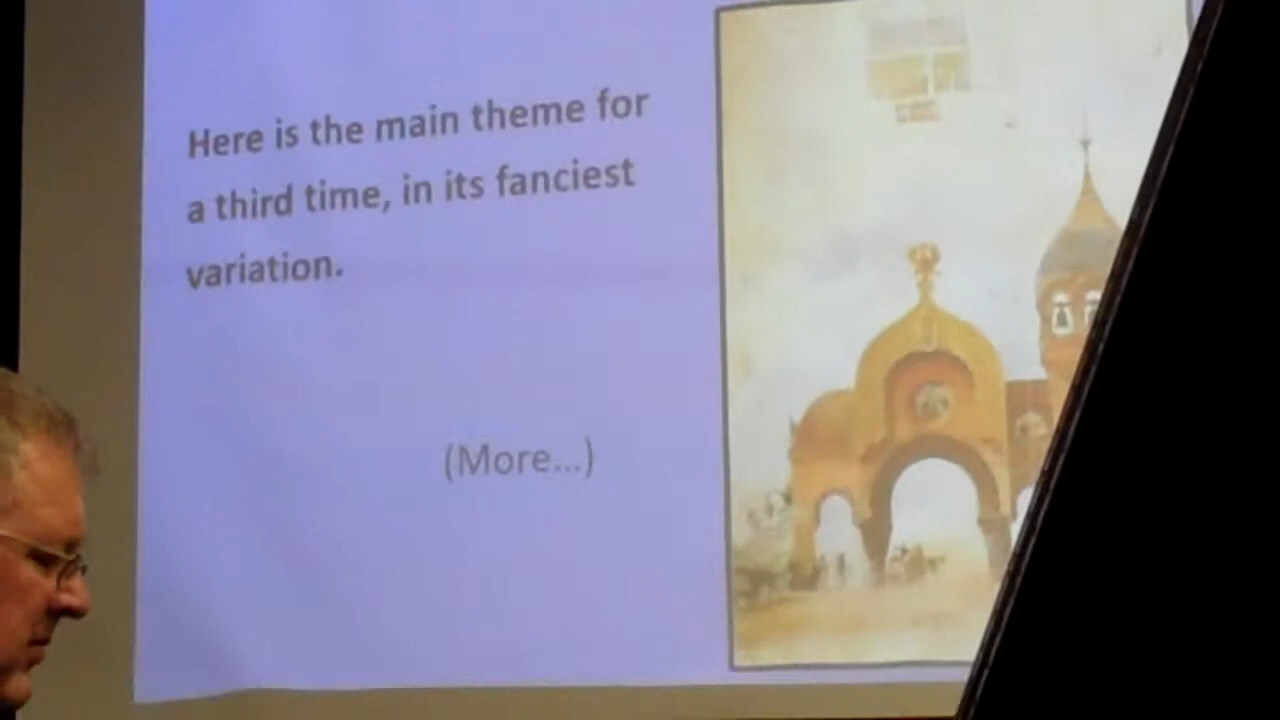 Here is the main theme for
a third time, in its fanciest
variation.
(More...)